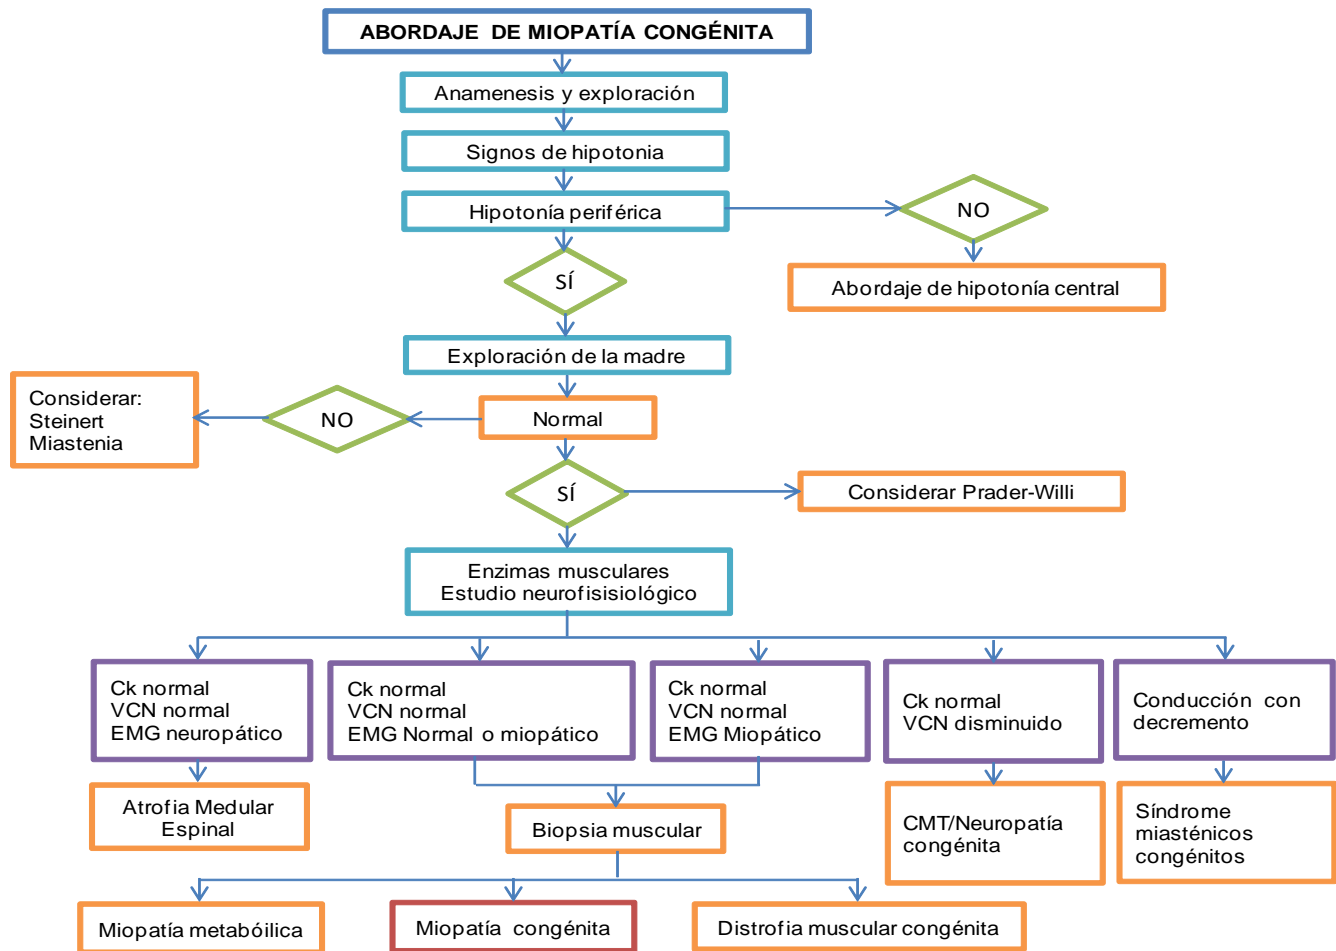 ABORDAJE DE MIOPATÍA CONGÉNITA
Anamenesis y exploración
Signos de hipotonia
Hipotonía periférica
NO
SÍ
Abordaje de hipotonía central
Exploración de la madre
Considerar:
Steinert
Miastenia
NO
Normal
SÍ
Considerar Prader-Willi
Enzimas musculares
Estudio neurofisisiológico
Ck normal
VCN normal
EMG neuropático
Ck normal
VCN normal
EMG Normal o miopático
Ck normal
VCN normal
EMG Miopático
Ck normal
VCN disminuido
Conducción con
decremento
Atrofia Medular
Espinal
Biopsia muscular
CMT/Neuropatía
congénita
Síndrome
miasténicos
congénitos
Miopatía metabóilica
Miopatía congénita
Distrofia muscular congénita